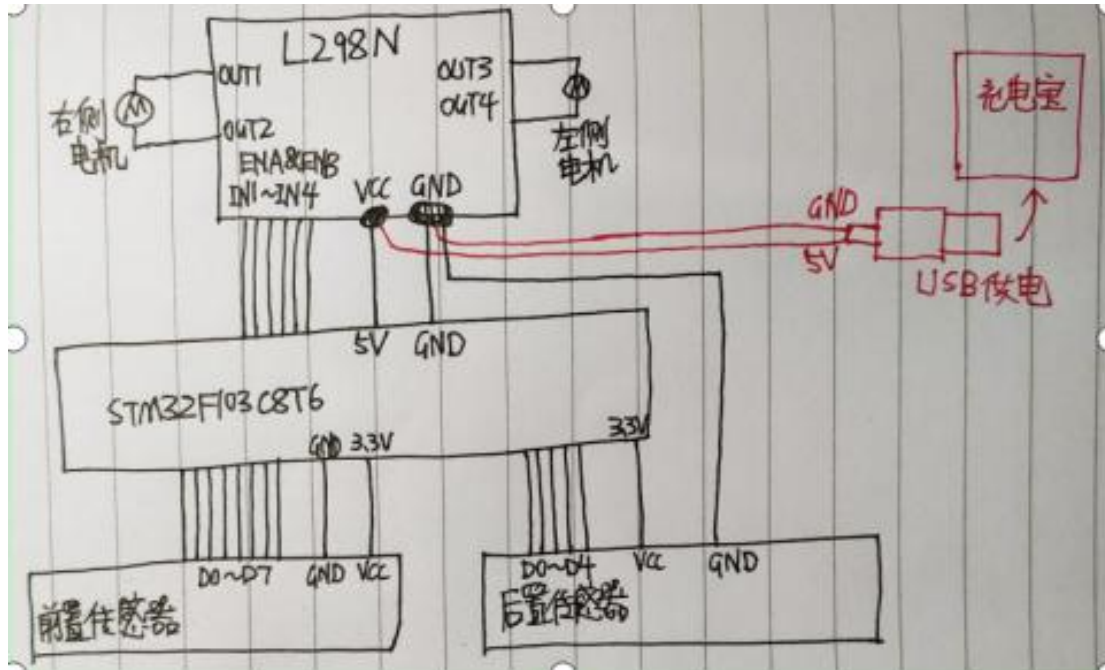 L298N
OUT1
OUT2
OUT3
OUT4
右侧
电机
左侧
电机
ENA&ENB
IN1~IN4
VCC
GND
充电宝
GND
5V
USB供电
5V
GND
STM32F103C8T6
GND
3.3V
3.3V
D0~D7
GND
VCC
前置传感器
D0~D4
VCC
GND
后置传感器